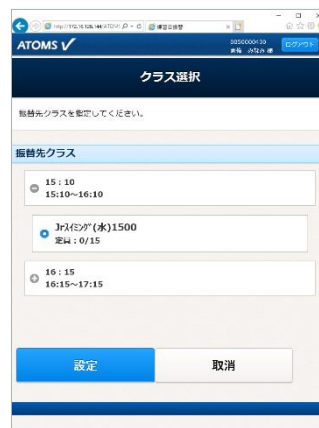 ATOMS V
ログアウト
クラス選択
振替先クラスを指定してください。
振替先クラス
15:10
15:10～16:10
Jrｽｲﾐﾝｸﾞ(水)1500
定員:0/15
16:15
16:15～17:15
設定
取消